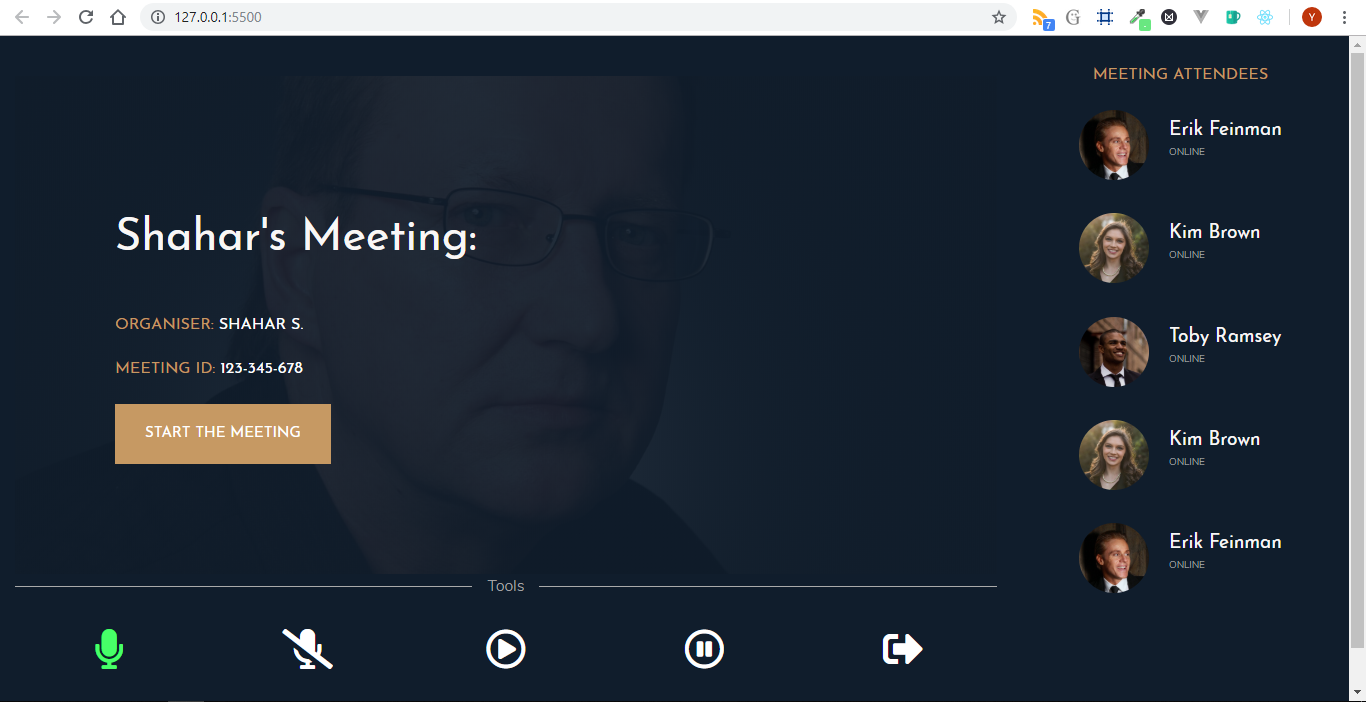 127.0.0.1:5500
7
Y
MEETING ATTENDEES
Erik Feinman
ONLINE
Kim Brown
ONLINE
Toby Ramsey
ONLINE
Kim Brown
ONLINE
Erik Feinman
ONLINE
Shahar's Meeting:
ORGANISER: SHAHAR S.
MEETING ID: 123-345-678
START THE MEETING
Tools